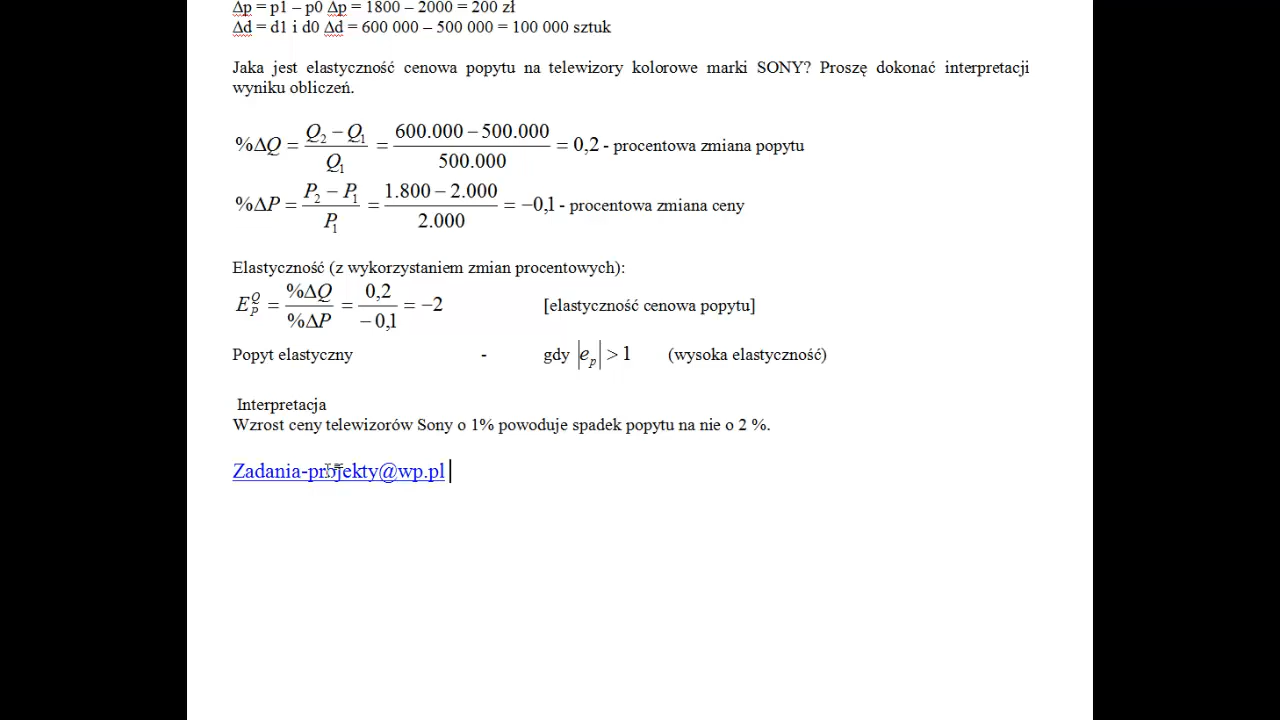 Δp = p1 – p0 Δp = 1800 – 2000 = 200 zł
Δd = d1 i d0 Δd = 600 000 – 500 000 = 100 000 sztuk
Jaka jest elastyczność cenowa popytu na telewizory kolorowe marki SONY? Proszę dokonać interpretacji
wyniku obliczeń.
%ΔQ = (Q₂ − Q₁)/Q₁ = (600.000 − 500.000)/500.000 = 0,2 - procentowa zmiana popytu
%ΔP = (P₂ − P₁)/P₁ = (1.800 − 2.000)/2.000 = −0,1 - procentowa zmiana ceny
Elastyczność (z wykorzystaniem zmian procentowych):
E_P^Q = %ΔQ/%ΔP = 0,2/−0,1 = −2 [elastyczność cenowa popytu]
Popyt elastyczny - gdy |e_p| > 1 (wysoka elastyczność)
Interpretacja
Wzrost ceny telewizorów Sony o 1% powoduje spadek popytu na nie o 2 %.
Zadania-projekty@wp.pl